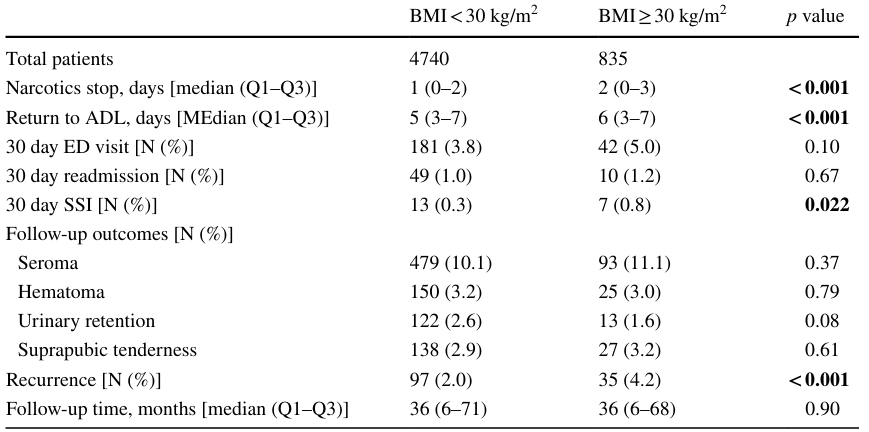 BMI < 30 kg/m2 BMI ≥ 30 kg/m2 p value
Total patients 4740 835
Narcotics stop, days [median (Q1–Q3)] 1 (0–2) 2 (0–3) < 0.001
Return to ADL, days [MEdian (Q1–Q3)] 5 (3–7) 6 (3–7) < 0.001
30 day ED visit [N (%)] 181 (3.8) 42 (5.0) 0.10
30 day readmission [N (%)] 49 (1.0) 10 (1.2) 0.67
30 day SSI [N (%)] 13 (0.3) 7 (0.8) 0.022
Follow-up outcomes [N (%)]
Seroma 479 (10.1) 93 (11.1) 0.37
Hematoma 150 (3.2) 25 (3.0) 0.79
Urinary retention 122 (2.6) 13 (1.6) 0.08
Suprapubic tenderness 138 (2.9) 27 (3.2) 0.61
Recurrence [N (%)] 97 (2.0) 35 (4.2) < 0.001
Follow-up time, months [median (Q1–Q3)] 36 (6–71) 36 (6–68) 0.90